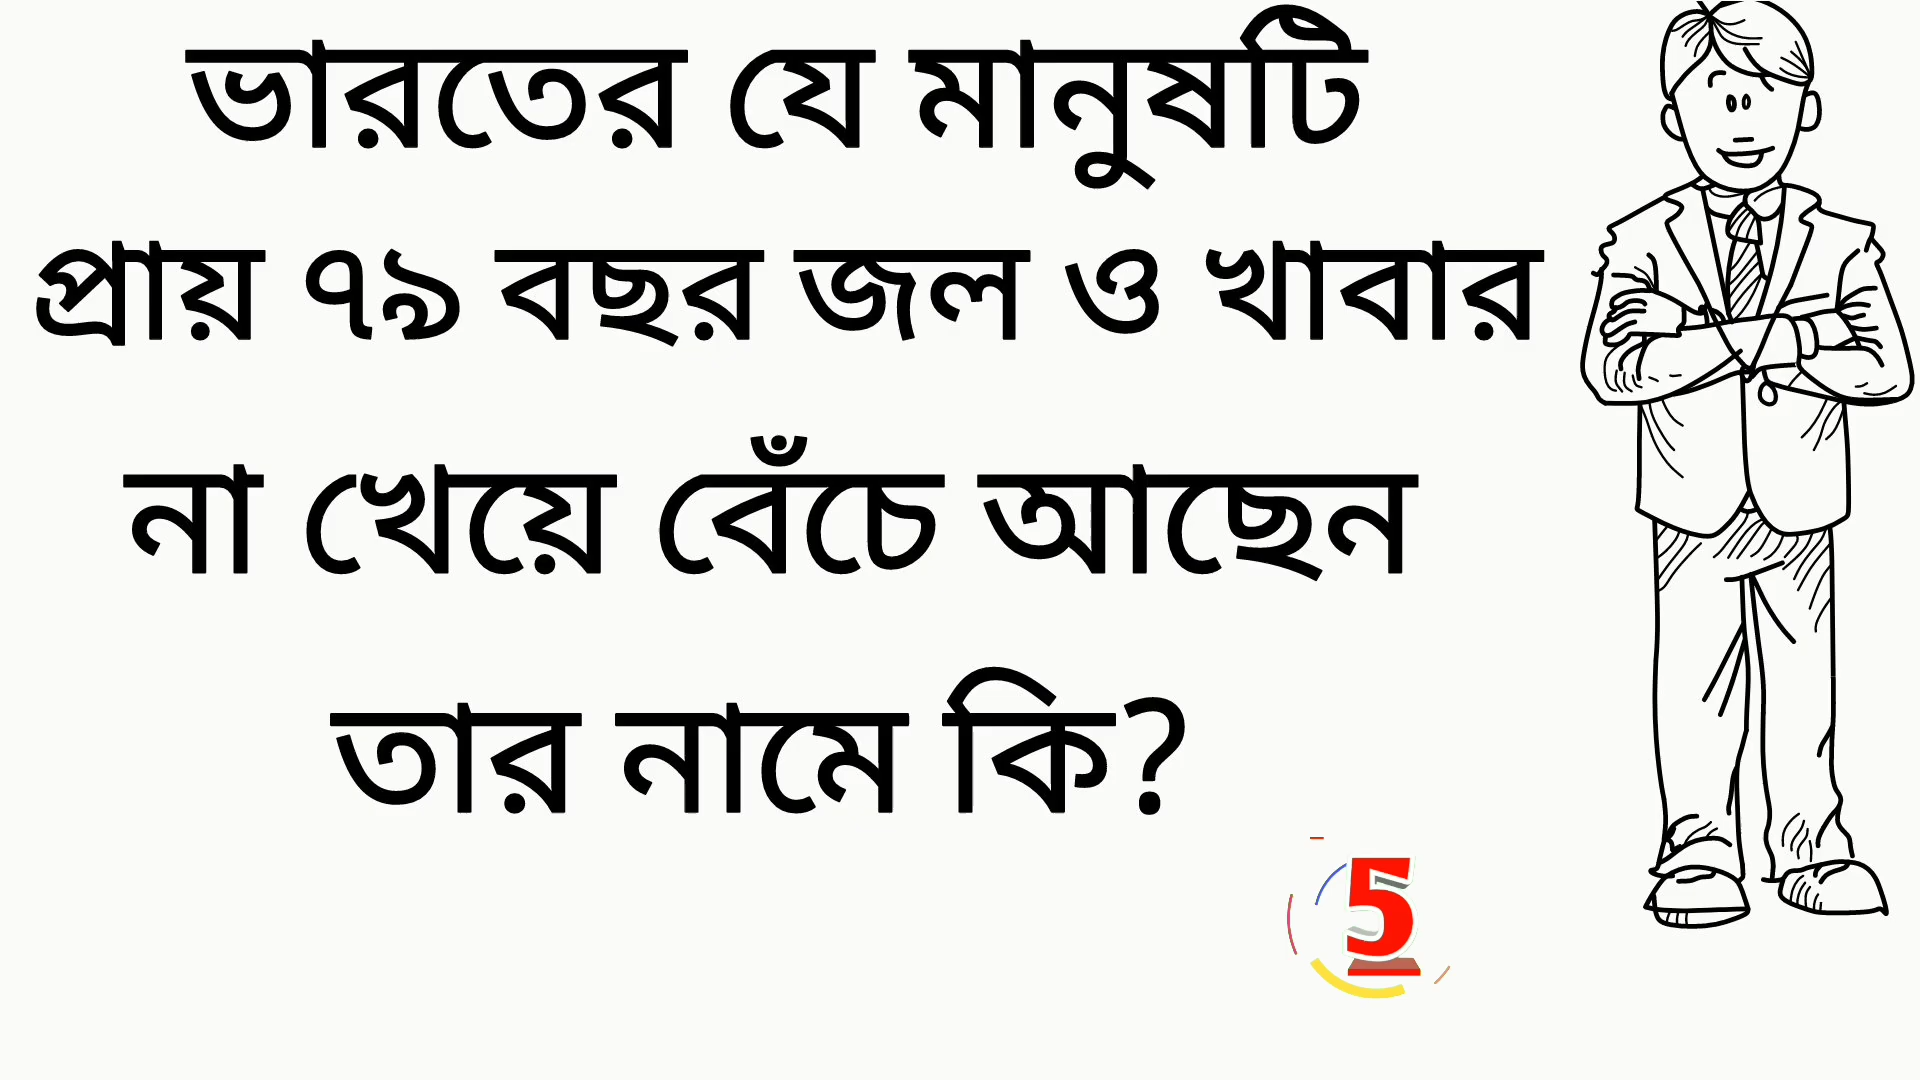 ভারতের যে মানুষটি
প্রায় ৭৯ বছর জল ও খাবার
না খেয়ে বেঁচে আছেন
তার নামে কি?
5